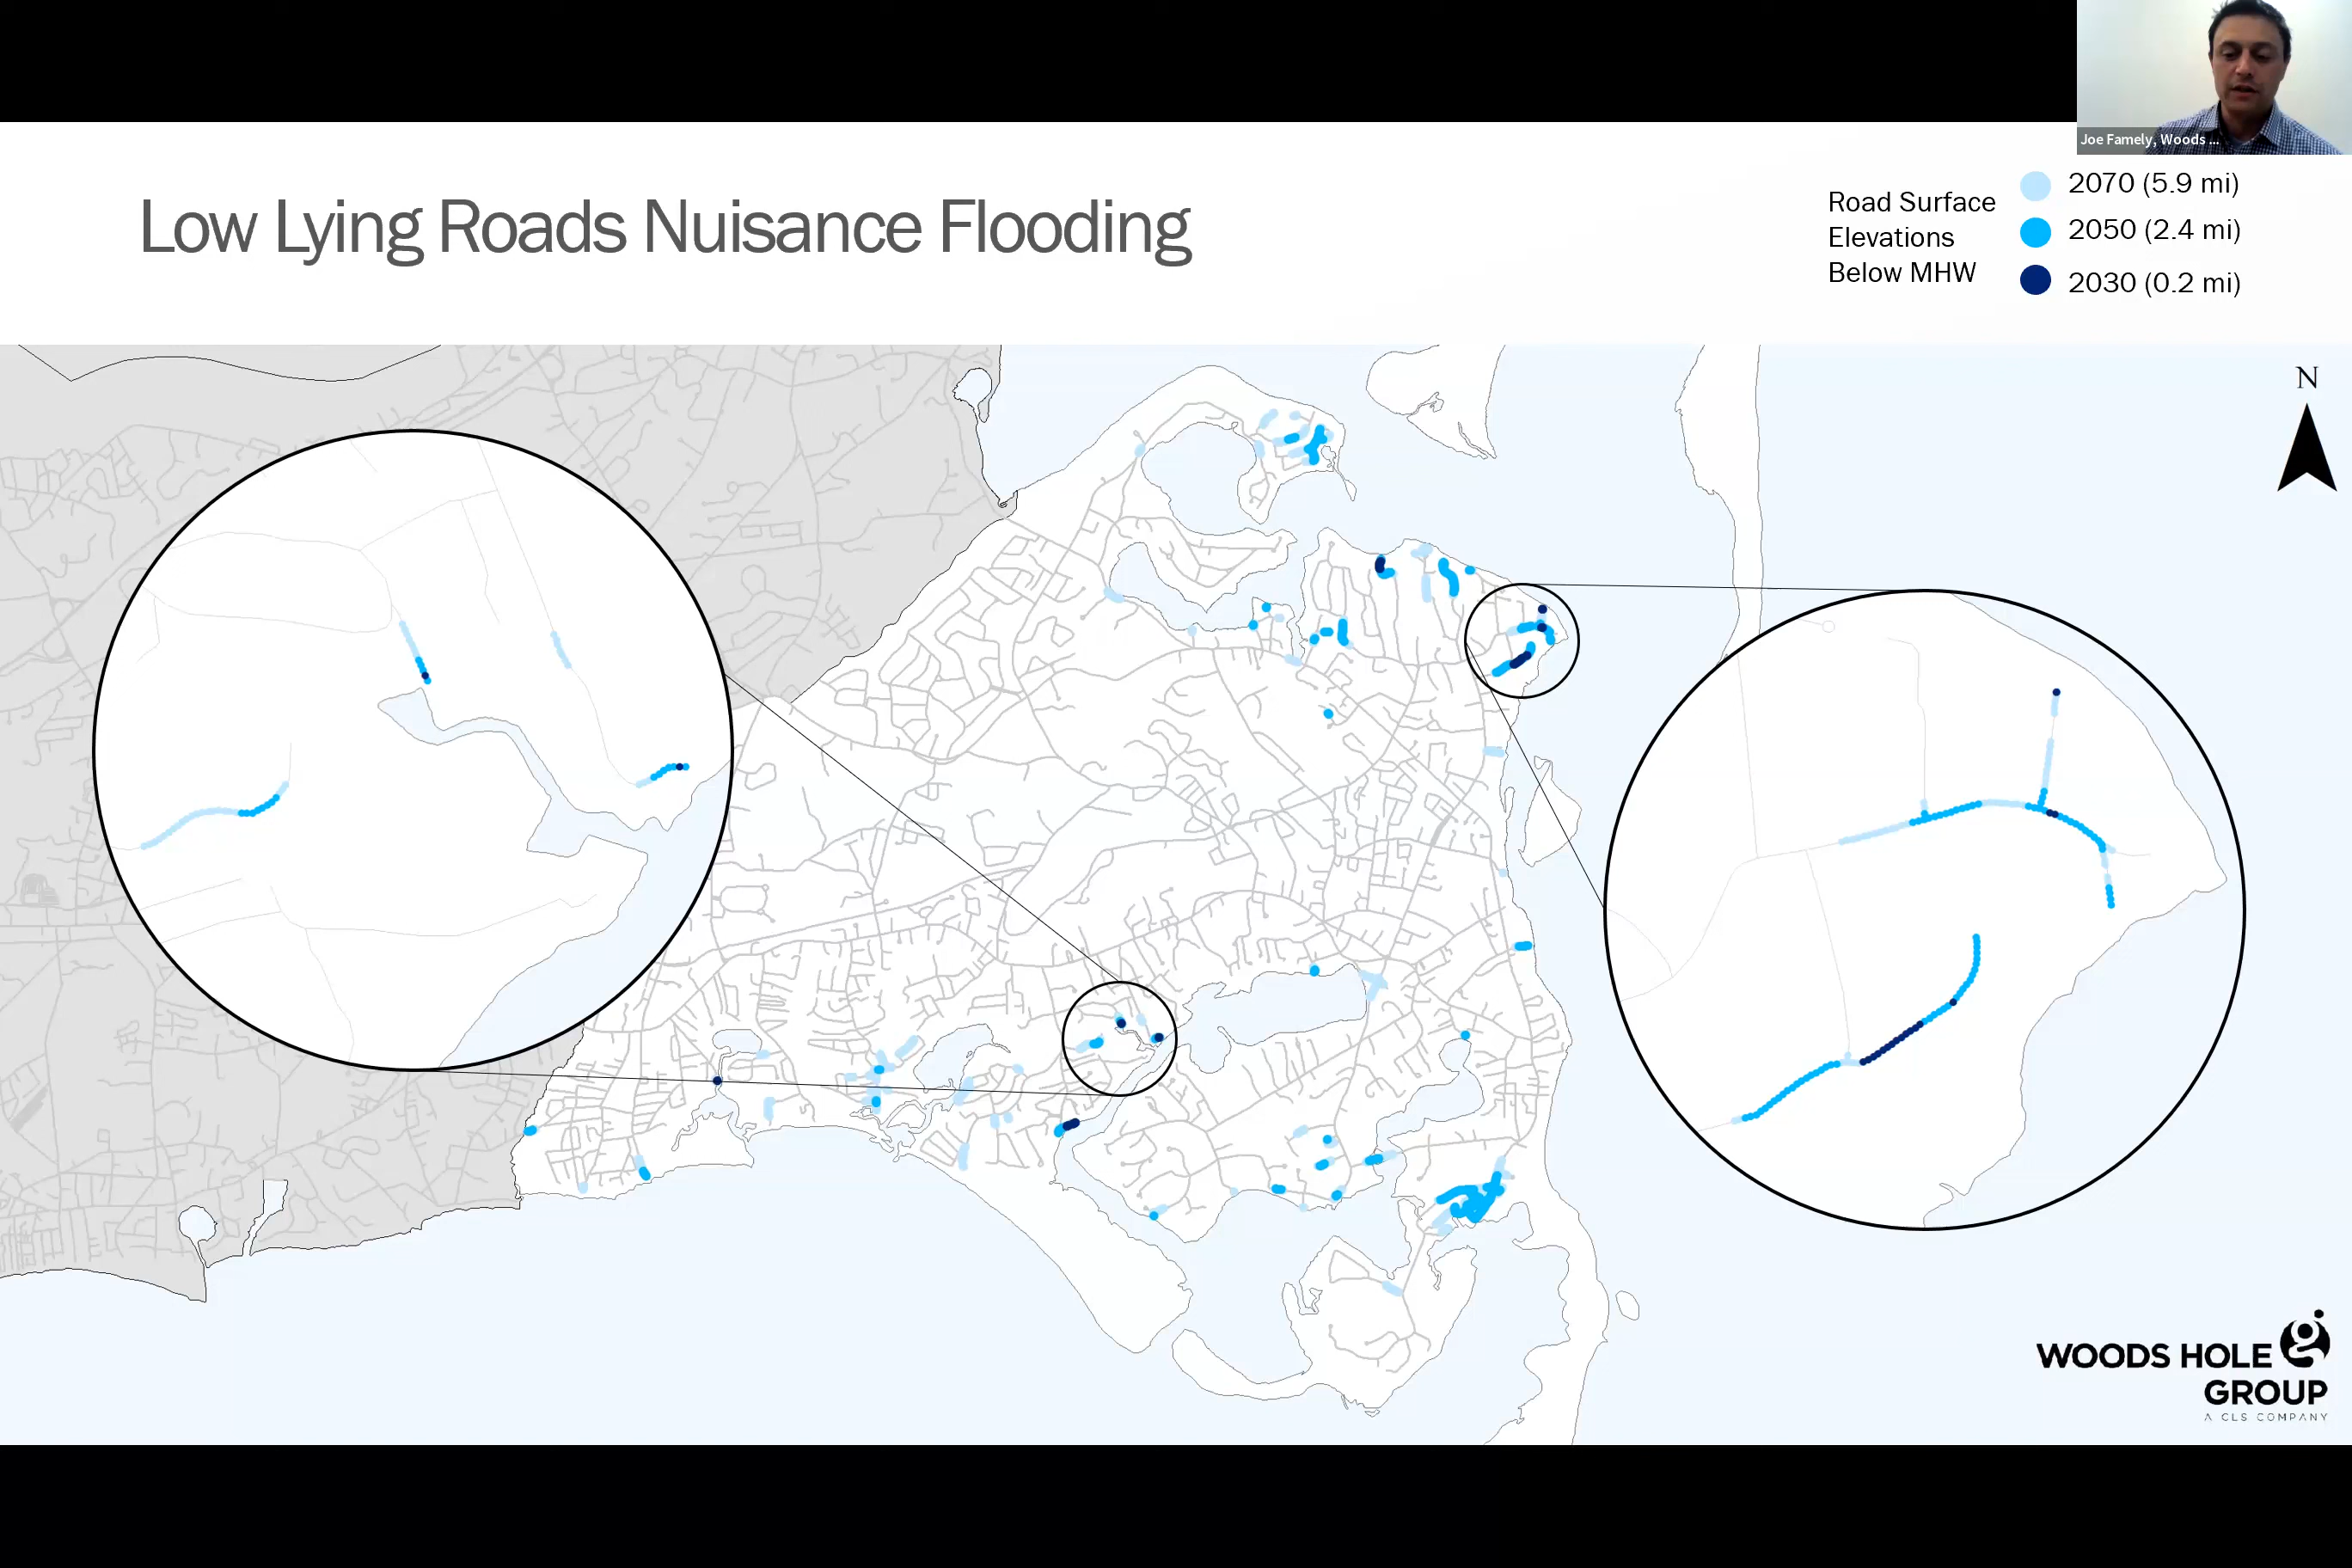 Joe Famely, Woods ...
Low Lying Roads Nuisance Flooding
Road Surface
Elevations
Below MHW
2070 (5.9 mi)
2050 (2.4 mi)
2030 (0.2 mi)
N
WOODS HOLE
GROUP
A CLS COMPANY